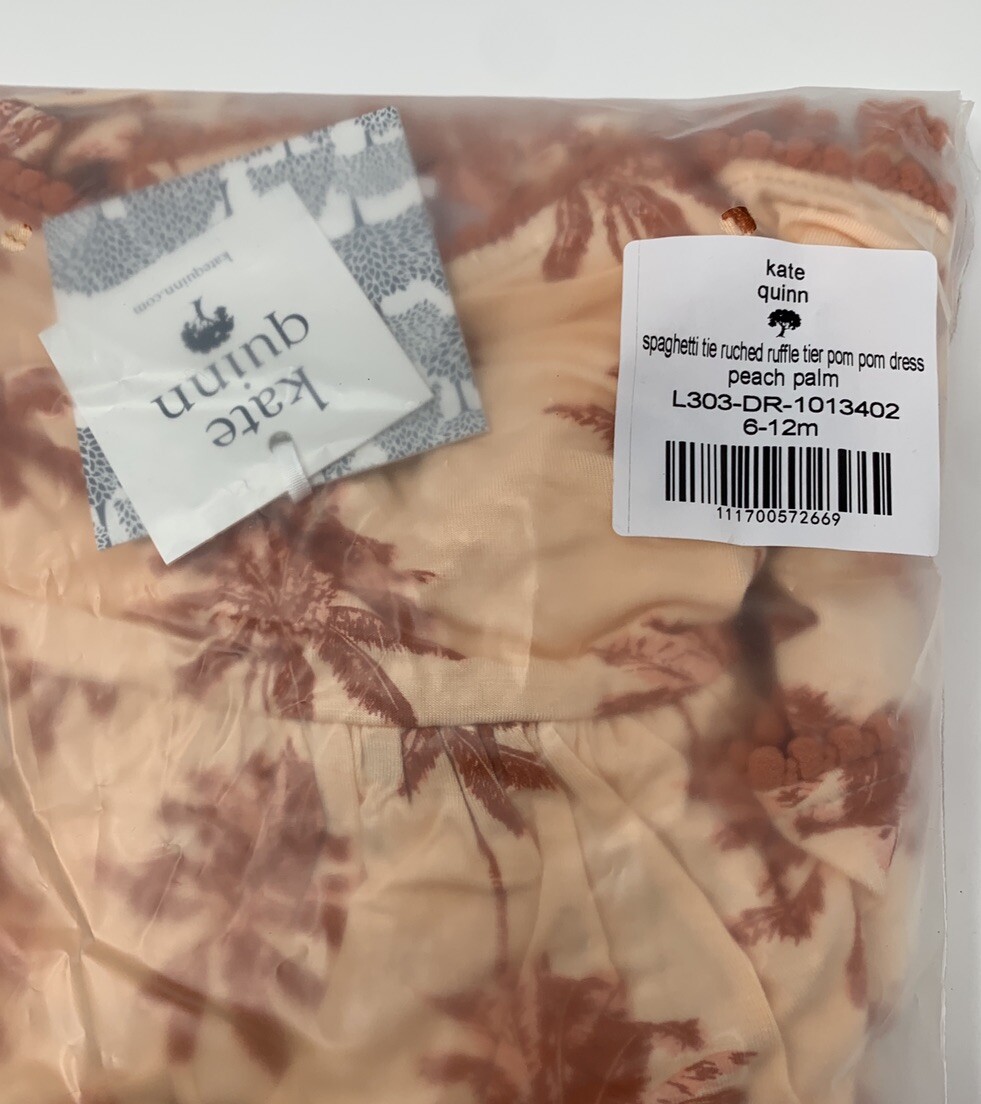 kate
quinn
katequinn.com
kate
quinn
spaghetti tie ruched ruffle tier pom pom dress
peach palm
L303-DR-1013402
6-12m
111700572669